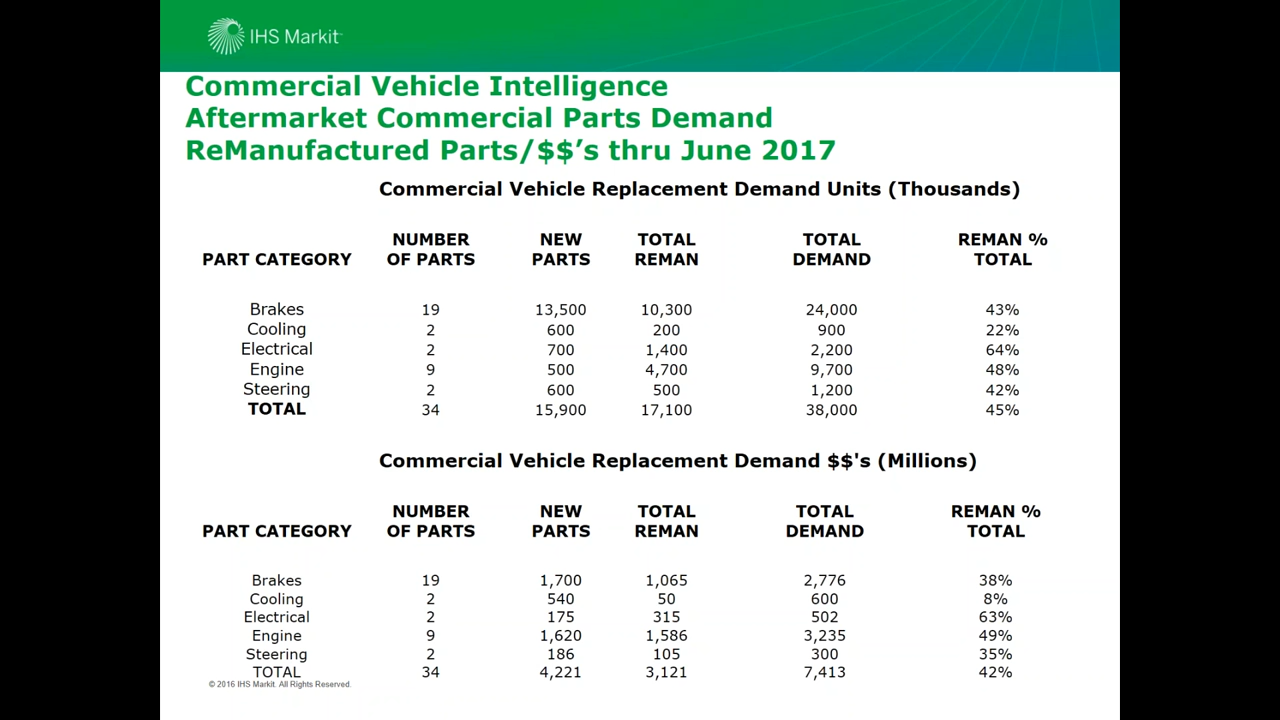 IHS Markit
Commercial Vehicle Intelligence
Aftermarket Commercial Parts Demand
ReManufactured Parts/$$’s thru June 2017
Commercial Vehicle Replacement Demand Units (Thousands)
PART CATEGORY NUMBER OF PARTS NEW PARTS TOTAL REMAN TOTAL DEMAND REMAN % TOTAL
Brakes 19 13,500 10,300 24,000 43%
Cooling 2 600 200 900 22%
Electrical 2 700 1,400 2,200 64%
Engine 9 500 4,700 9,700 48%
Steering 2 600 500 1,200 42%
TOTAL 34 15,900 17,100 38,000 45%
Commercial Vehicle Replacement Demand $$'s (Millions)
PART CATEGORY NUMBER OF PARTS NEW PARTS TOTAL REMAN TOTAL DEMAND REMAN % TOTAL
Brakes 19 1,700 1,065 2,776 38%
Cooling 2 540 50 600 8%
Electrical 2 175 315 502 63%
Engine 9 1,620 1,586 3,235 49%
Steering 2 186 105 300 35%
TOTAL 34 4,221 3,121 7,413 42%
© 2016 IHS Markit. All Rights Reserved.